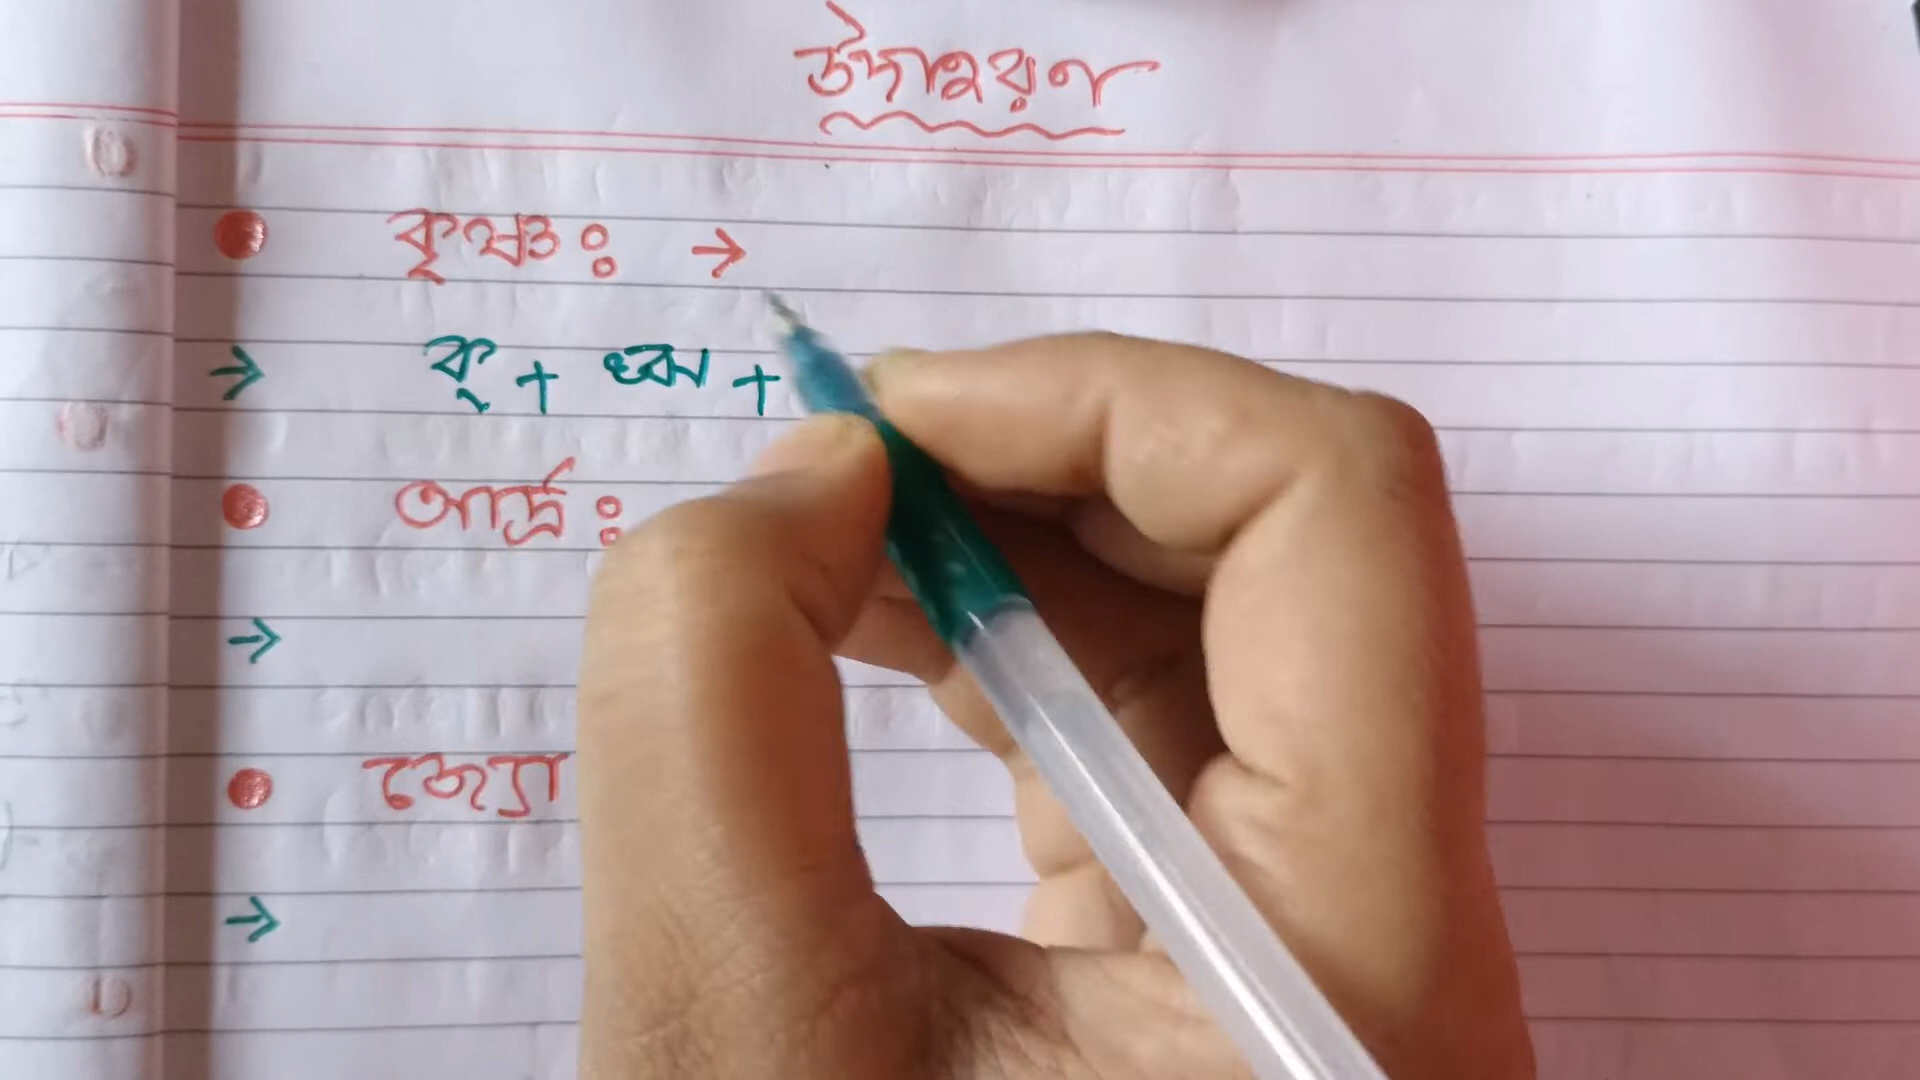 উদাহরণ
কৃষ্ণ : →
→ ক্ + ঋ +
আর্দ্র :
→
জ্যো
→